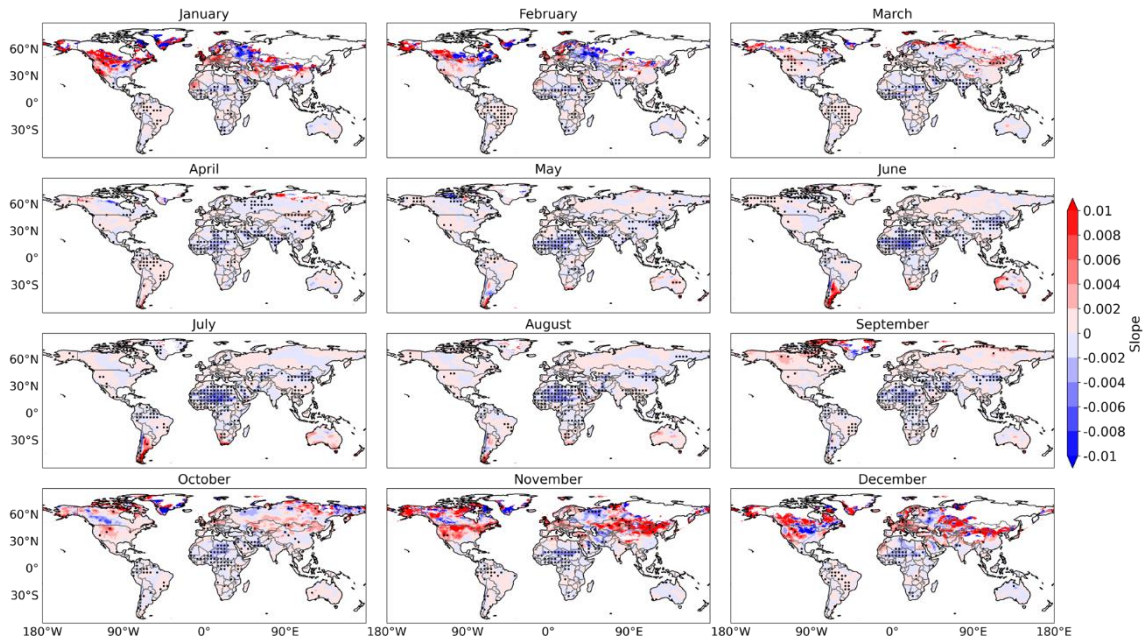 January February March
60°N
30°N
0°
30°S
April May June
60°N
30°N
0°
30°S
July August September
60°N
30°N
0°
30°S
October November December
60°N
30°N
0°
30°S
180°W 90°W 0° 90°E 180°W 90°W 0° 90°E 180°W 90°W 0° 90°E 180°E
0.01
0.008
0.006
0.004
0.002
0
-0.002
-0.004
-0.006
-0.008
-0.01
Slope